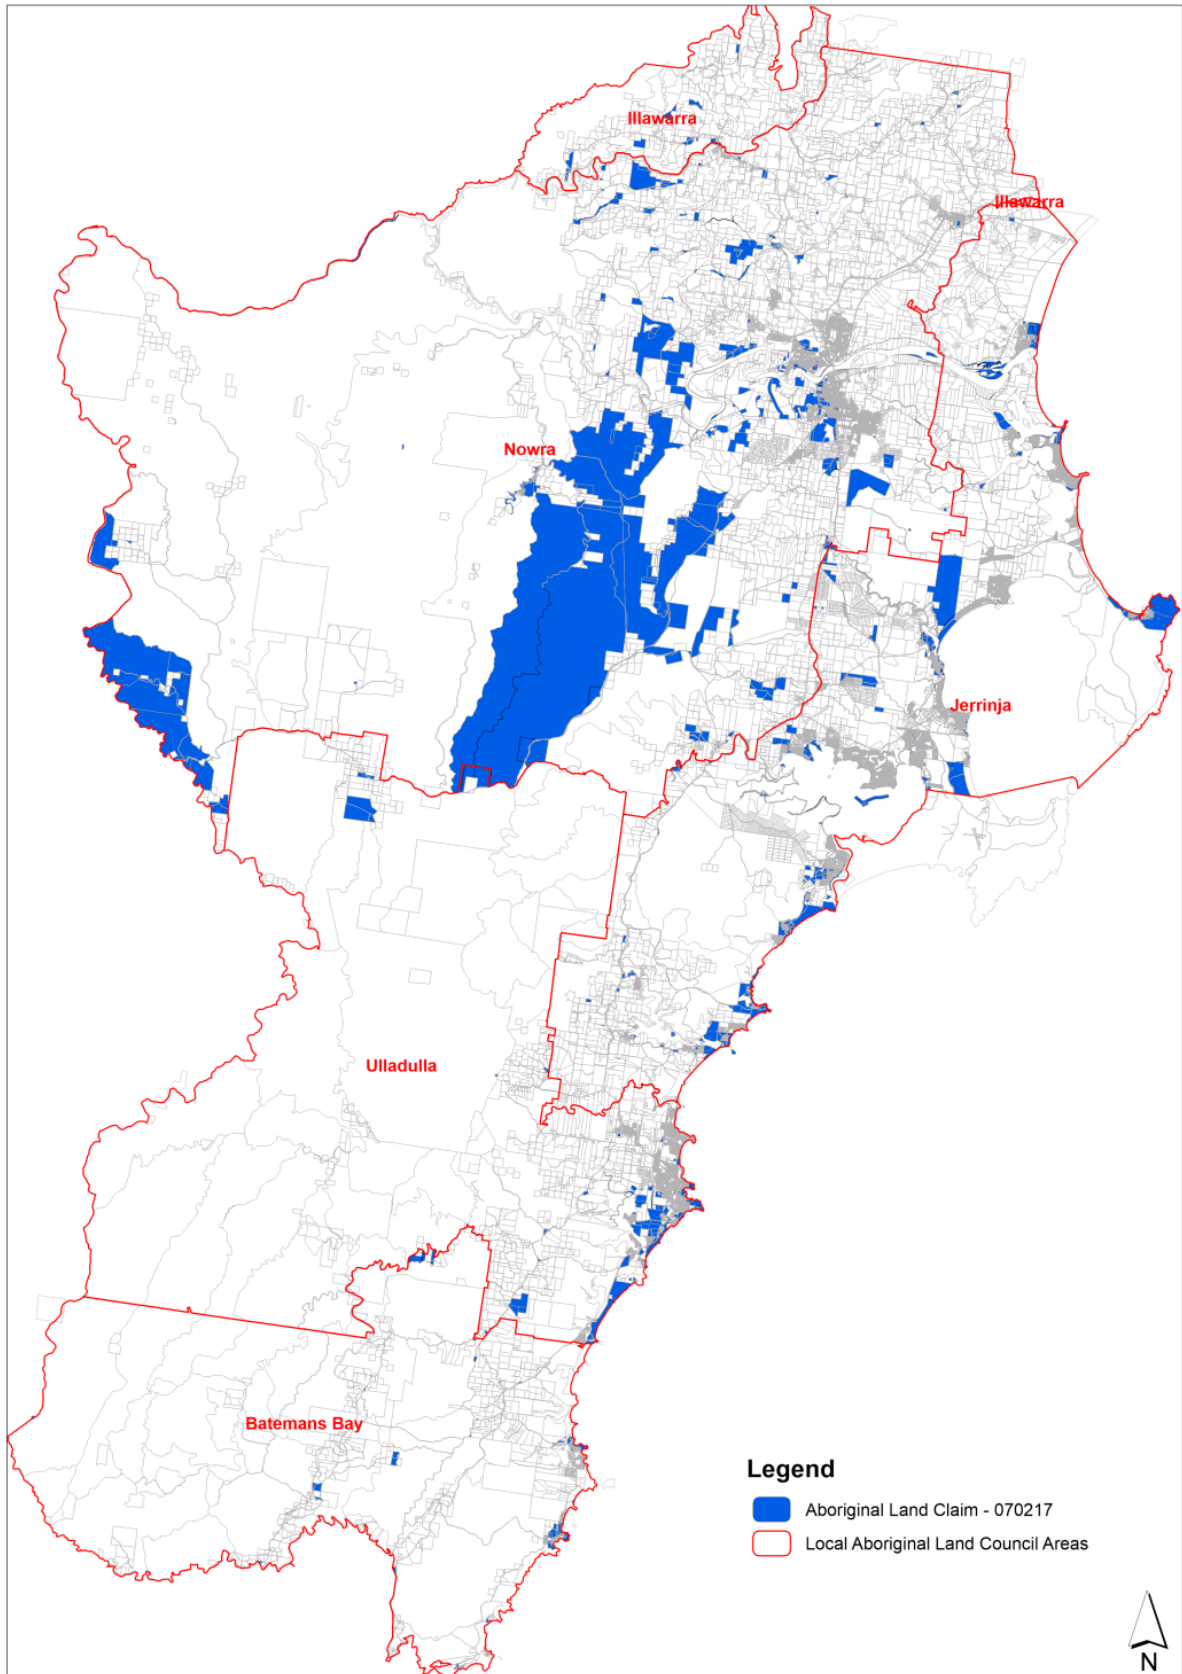 Illawarra
Illawarra
Nowra
Jerrinja
Ulladulla
Batemans Bay
Legend
Aboriginal Land Claim - 070217
Local Aboriginal Land Council Areas
N